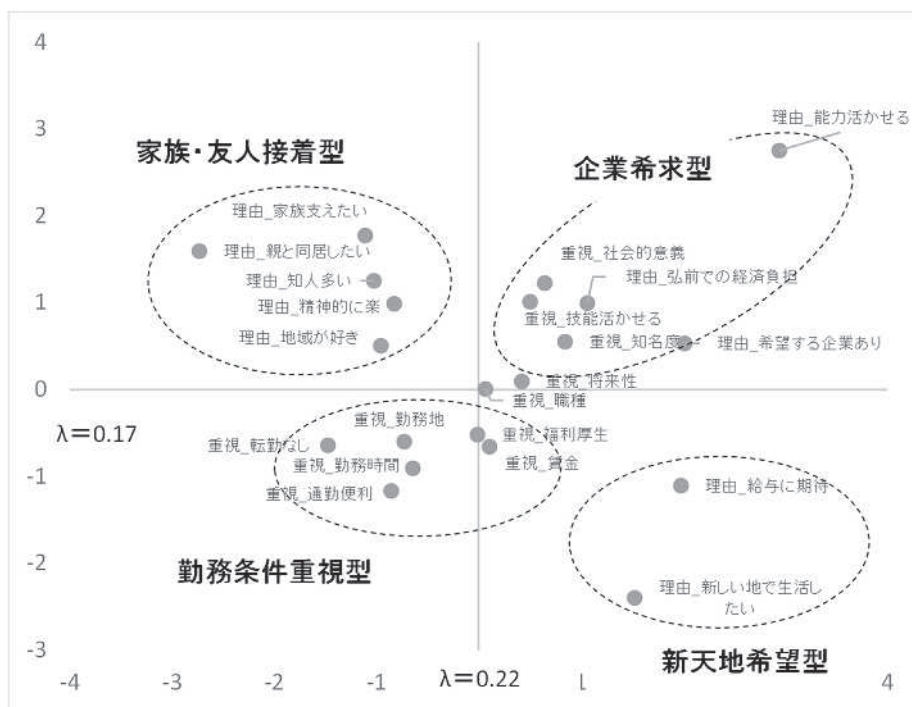 4
理由_能力活かせる
3
家族・友人接着型
企業希求型
理由_家族支えたい
2
理由_親と同居したい
重視_社会的意義
理由_知人多い
理由_弘前での経済負担
1
理由_精神的に楽
重視_技能活かせる
理由_地域が好き
重視_知名度
理由_希望する企業あり
0
重視_将来性
重視_職種
λ=0.17
重視_勤務地
重視_転勤なし
重視_福利厚生
-1
重視_勤務時間
重視_賃金
重視_通勤便利
理由_給与に期待
-2
勤務条件重視型
理由_新しい地で生活し
たい
-3
新天地希望型
-4
-3
-2
-1
λ=0.22
2
3
4